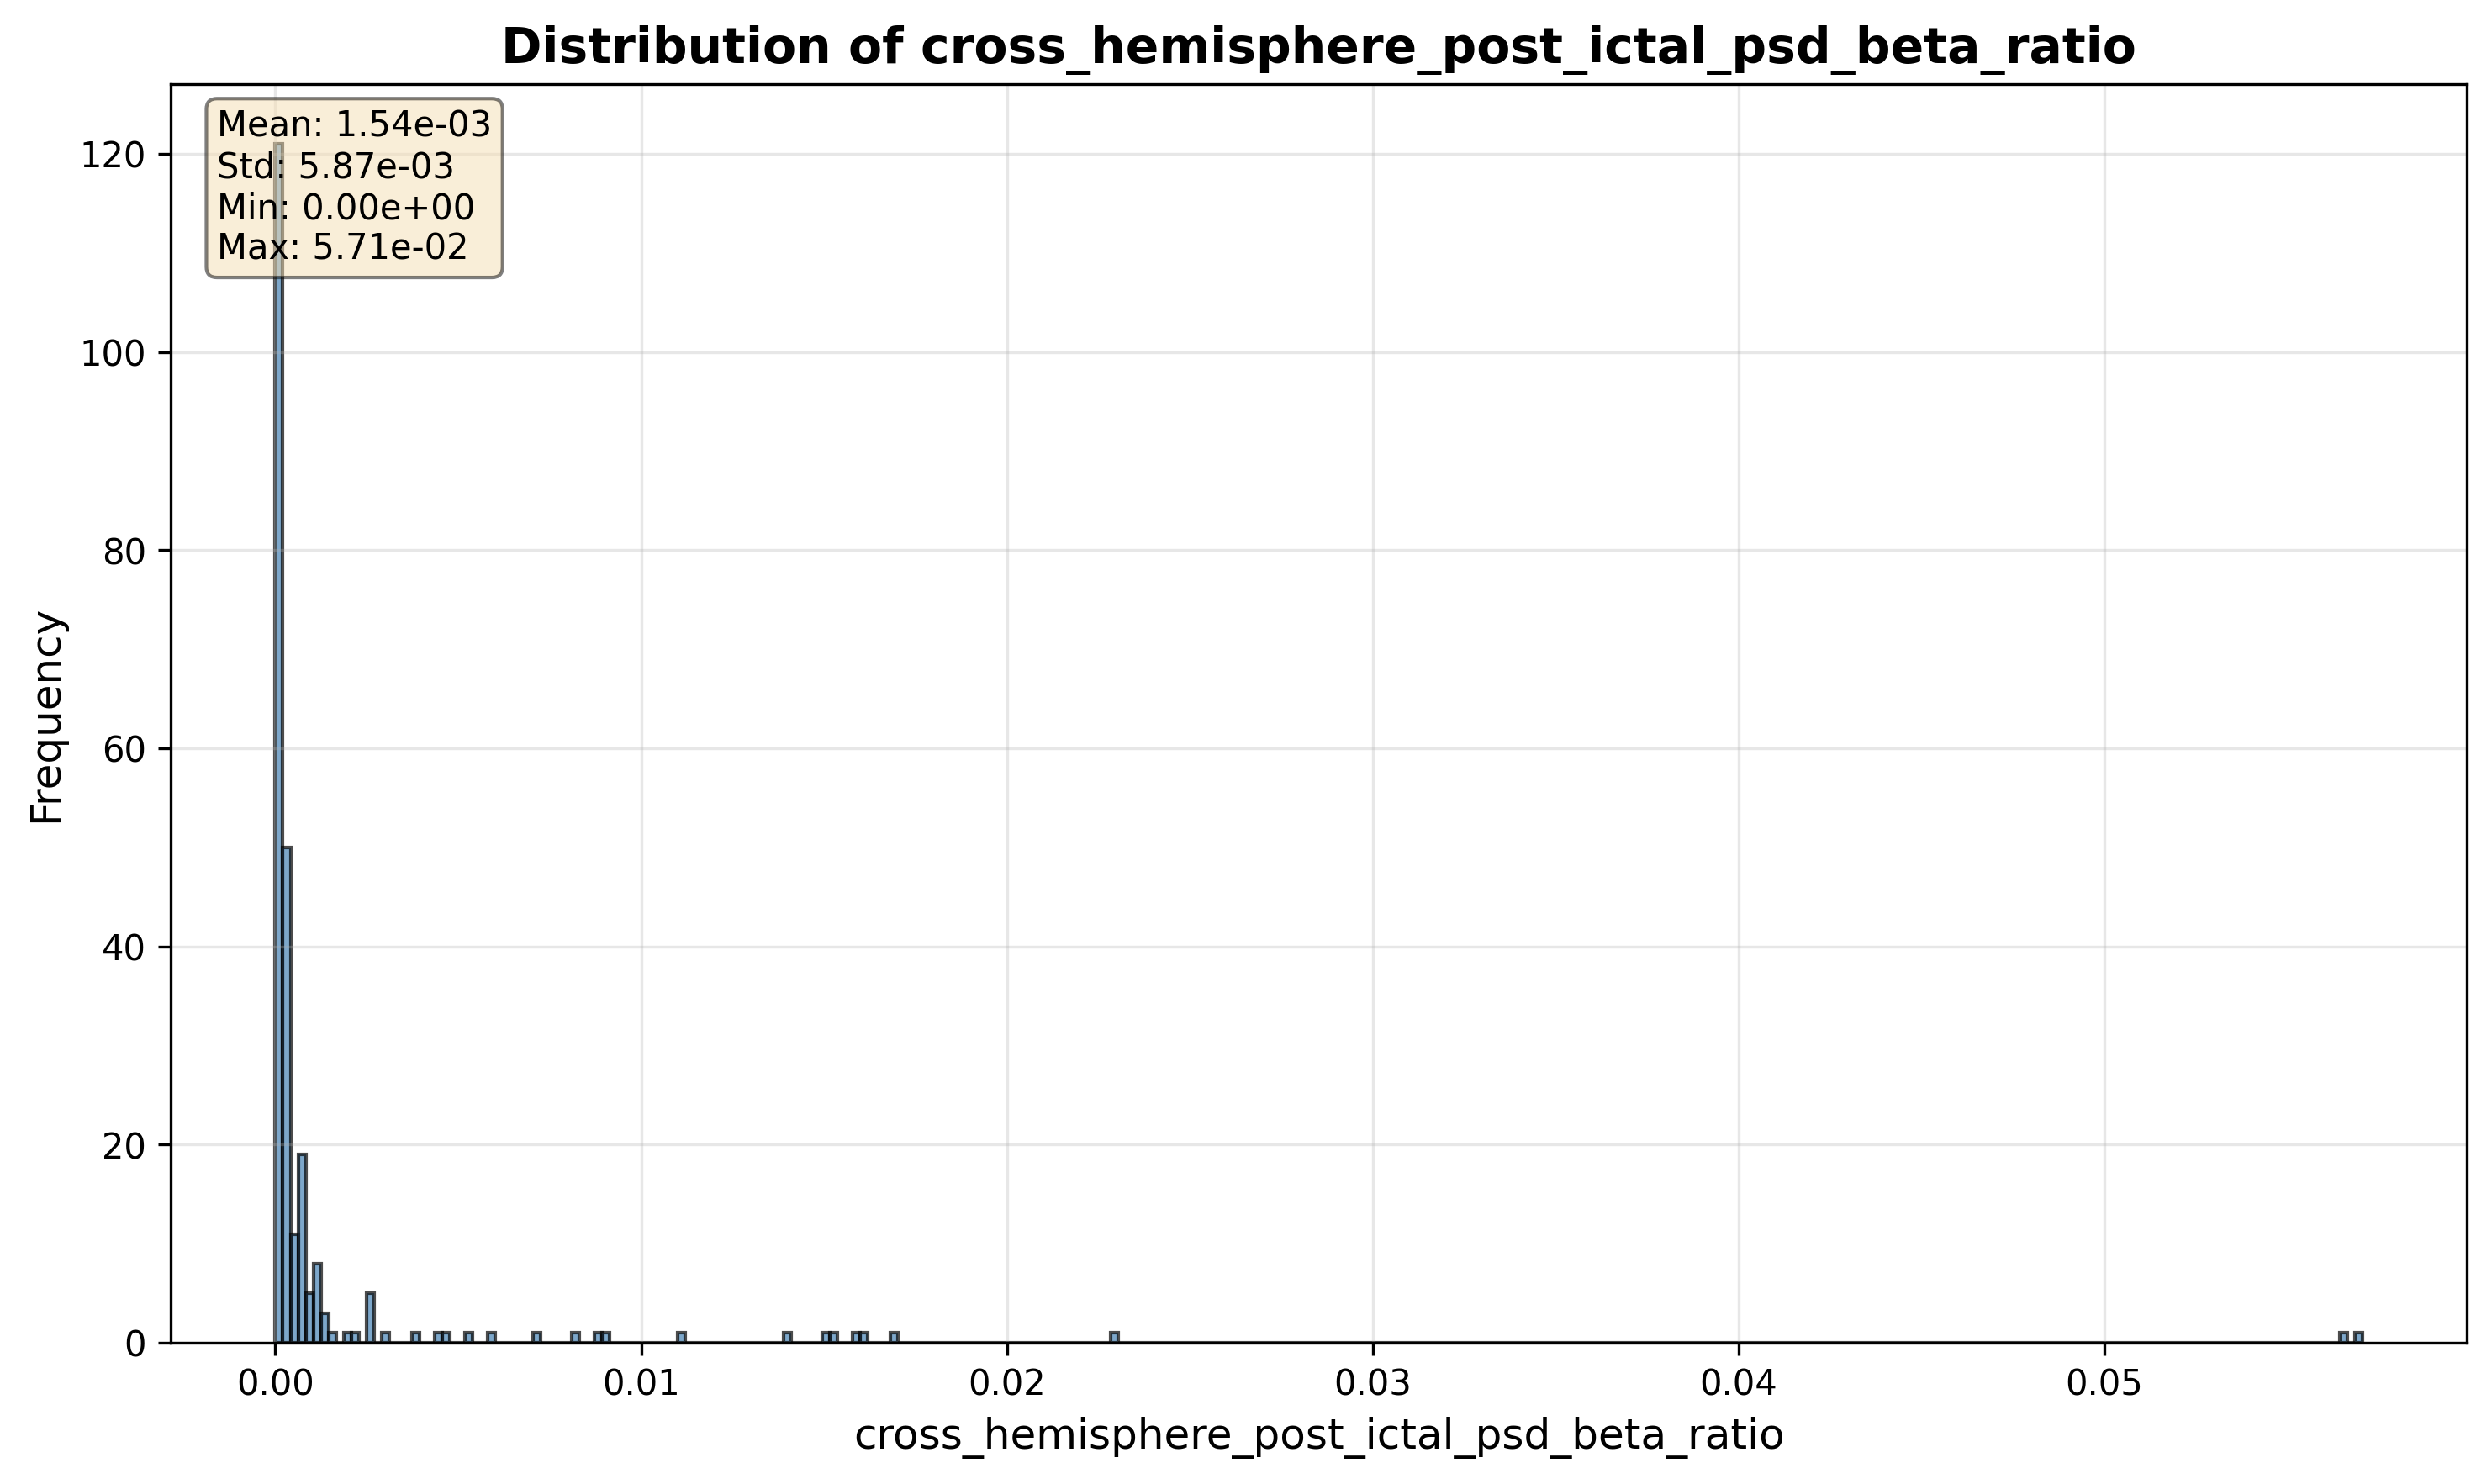 Distribution of cross_hemisphere_post_ictal_psd_beta_ratio
Mean: 1.54e-03
Std: 5.87e-03
Min: 0.00e+00
Max: 5.71e-02
120
100
80
60
40
20
0
Frequency
0.00
0.01
0.02
0.03
0.04
0.05
cross_hemisphere_post_ictal_psd_beta_ratio